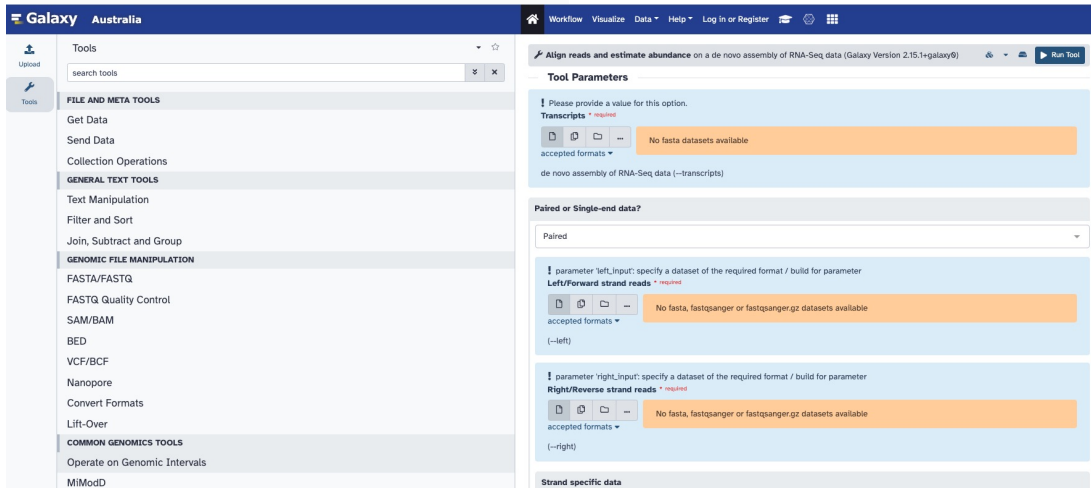 Galaxy Australia
Workflow Visualize Data Help Log in or Register
Upload
Tools
Tools
search tools
FILE AND META TOOLS
Get Data
Send Data
Collection Operations
GENERAL TEXT TOOLS
Text Manipulation
Filter and Sort
Join, Subtract and Group
GENOMIC FILE MANIPULATION
FASTA/FASTQ
FASTQ Quality Control
SAM/BAM
BED
VCF/BCF
Nanopore
Convert Formats
Lift-Over
COMMON GENOMICS TOOLS
Operate on Genomic Intervals
MiModD
Align reads and estimate abundance on a de novo assembly of RNA-Seq data (Galaxy Version 2.15.1+galaxy0)
Run Tool
Tool Parameters
! Please provide a value for this option.
Transcripts * required
... No fasta datasets available
accepted formats
de novo assembly of RNA-Seq data (--transcripts)
Paired or Single-end data?
Paired
! parameter 'left_input': specify a dataset of the required format / build for parameter
Left/Forward strand reads * required
... No fasta, fastqsanger or fastqsanger.gz datasets available
accepted formats
(--left)
! parameter 'right_input': specify a dataset of the required format / build for parameter
Right/Reverse strand reads * required
... No fasta, fastqsanger or fastqsanger.gz datasets available
accepted formats
(--right)
Strand specific data